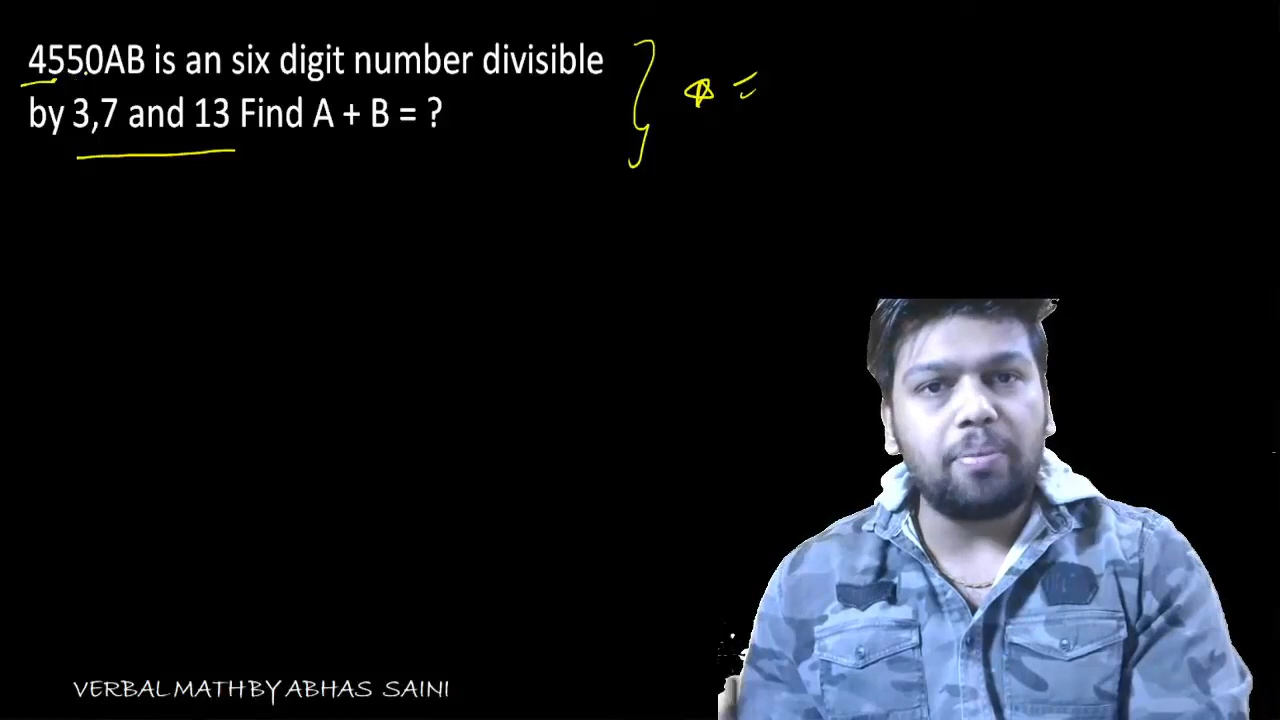 4550AB is an six digit number divisible
by 3,7 and 13 Find A + B = ?
VERBAL MATH BY ABHAS SAINI